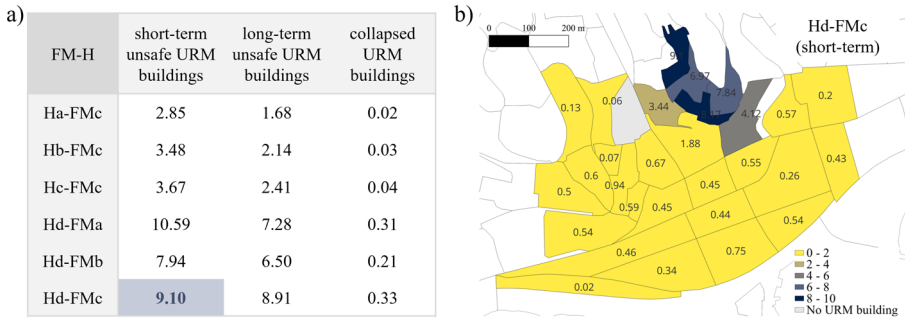 a)
FM-H
short-term
unsafe URM
buildings
long-term
unsafe URM
buildings
collapsed
URM
buildings
Ha-FMc 2.85 1.68 0.02
Hb-FMc 3.48 2.14 0.03
Hc-FMc 3.67 2.41 0.04
Hd-FMa 10.59 7.28 0.31
Hd-FMb 7.94 6.50 0.21
Hd-FMc 9.10 8.91 0.33
b)
0 100 200 m
Hd-FMc
(short-term)
6.97
7.84
0.13
0.06
3.44
4.12
0.57
0.2
1.88
0.07
0.67
0.55
0.43
0.6
0.5
0.94
0.45
0.26
0.59
0.45
0.44
0.54
0.54
0.46
0.75
0.34
0.02
0 - 2
2 - 4
4 - 6
6 - 8
8 - 10
No URM building